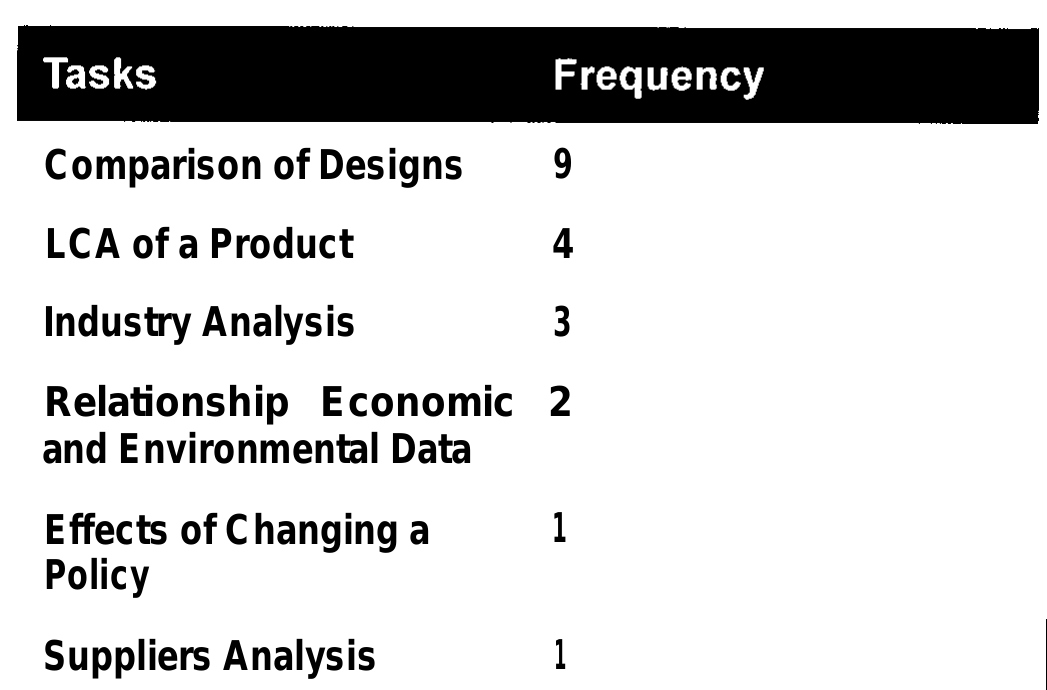 Tasks Frequency
Comparison of Designs 9
LCA of a Product 4
Industry Analysis 3
Relationship Economic 2
and Environmental Data
Effects of Changing a 1
Policy
Suppliers Analysis 1